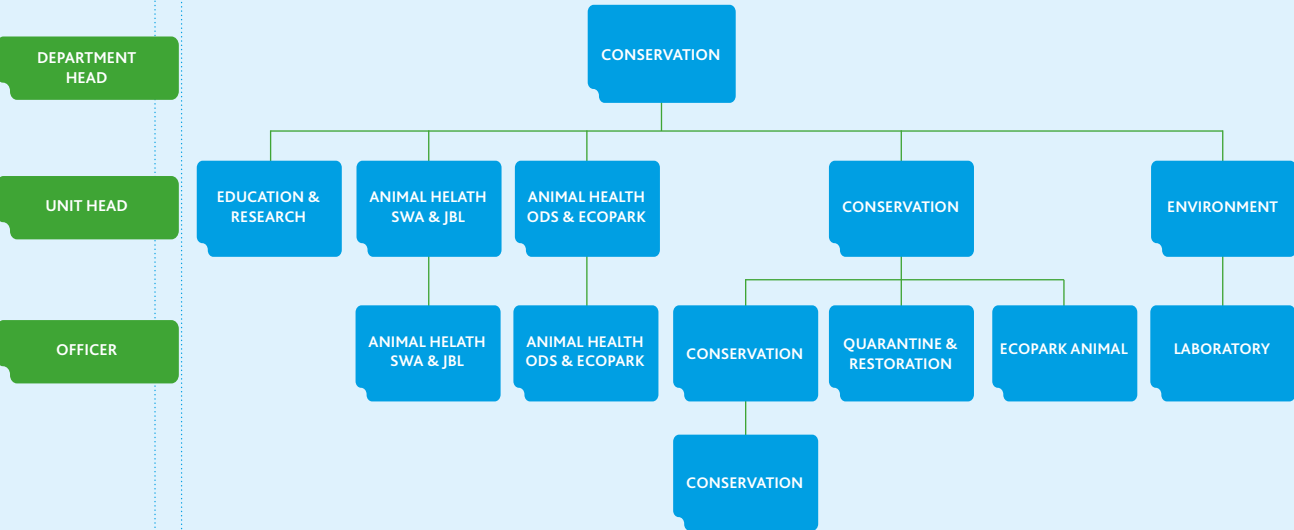 DEPARTMENT
HEAD
CONSERVATION
UNIT HEAD
EDUCATION &
RESEARCH
ANIMAL HELATH
SWA & JBL
ANIMAL HEALTH
ODS & ECOPARK
CONSERVATION
ENVIRONMENT
OFFICER
ANIMAL HELATH
SWA & JBL
ANIMAL HEALTH
ODS & ECOPARK
CONSERVATION
QUARANTINE &
RESTORATION
ECOPARK ANIMAL
LABORATORY
CONSERVATION